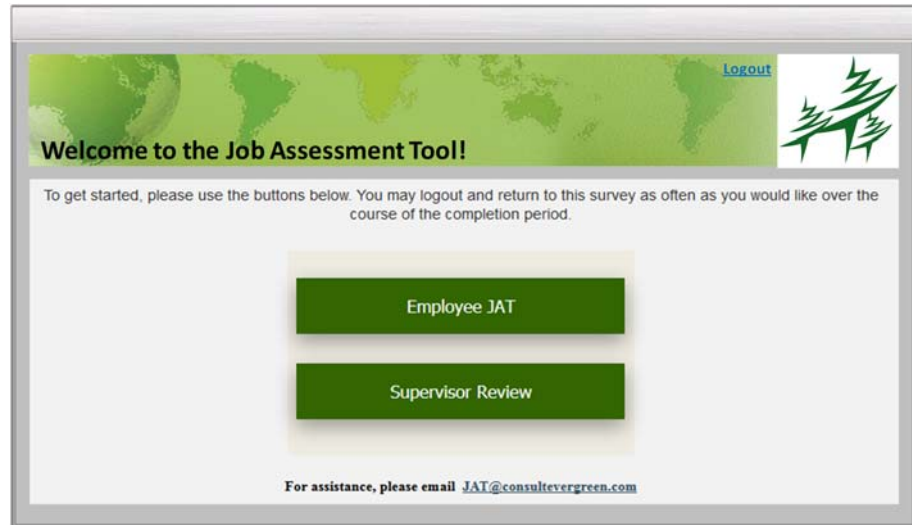 Logout
Welcome to the Job Assessment Tool!
To get started, please use the buttons below. You may logout and return to this survey as often as you would like over the
course of the completion period.
Employee JAT
Supervisor Review
For assistance, please email JAT@consultevergreen.com